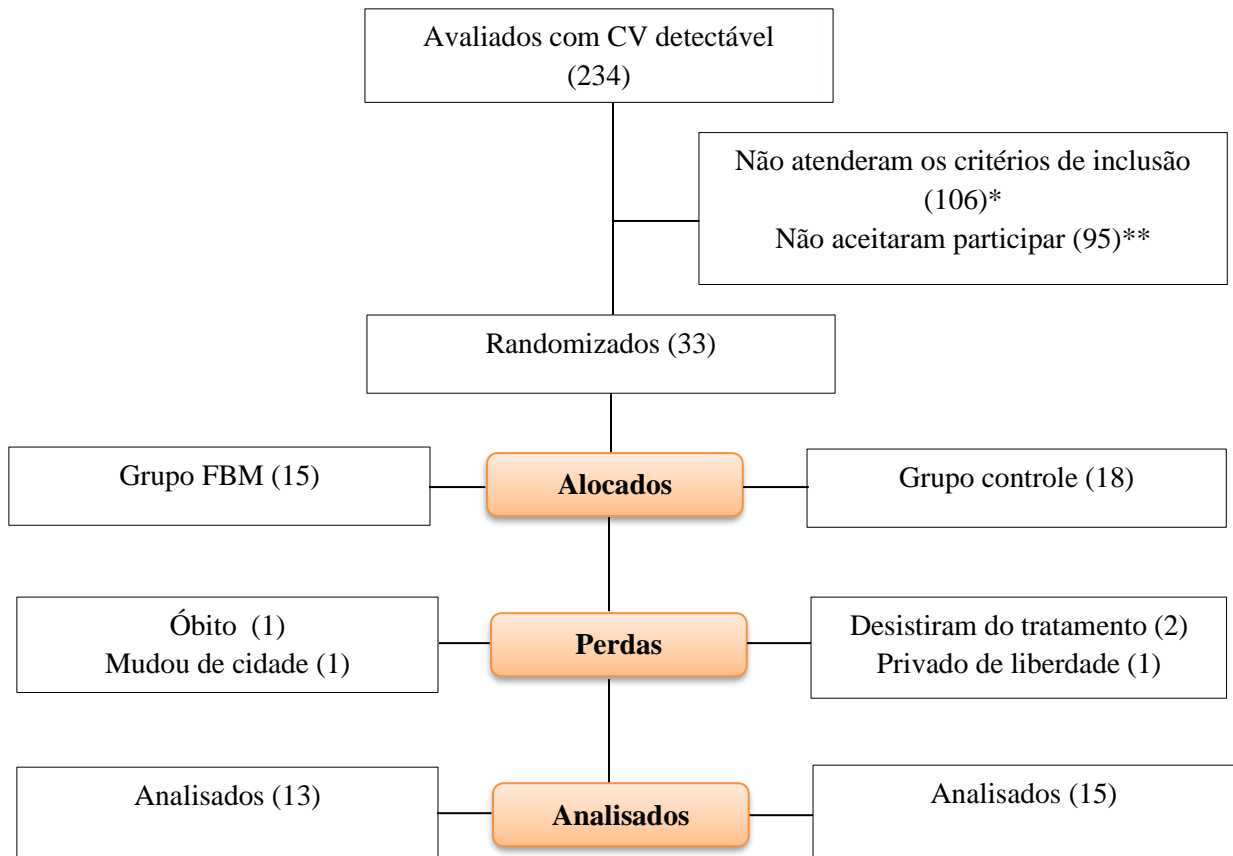 Avaliados com CV detectável
(234)
Não atenderam os critérios de inclusão
(106)*
Não aceitaram participar (95)**
Randomizados (33)
Grupo FBM (15)
Alocados
Grupo controle (18)
Óbito (1)
Mudou de cidade (1)
Perdas
Desistiram do tratamento (2)
Privado de liberdade (1)
Analisados (13)
Analisados
Analisados (15)